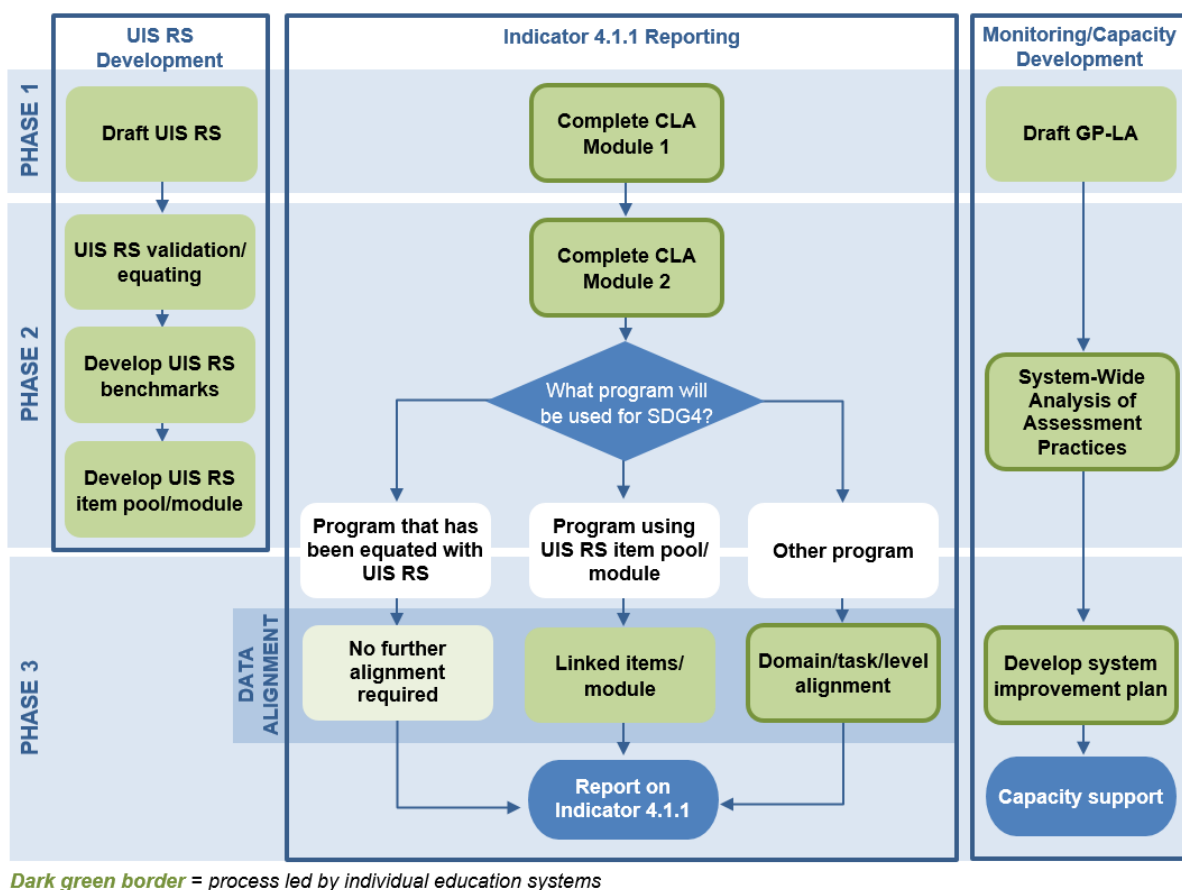 UIS RS
Development
Indicator 4.1.1 Reporting
Monitoring/Capacity
Development
PHASE 1
Draft UIS RS
Complete CLA
Module 1
Draft GP-LA
PHASE 2
UIS RS validation/
equating
Develop UIS RS
benchmarks
Develop UIS RS
item pool/module
Complete CLA
Module 2
What program will
be used for SDG4?
System-Wide
Analysis of
Assessment
Practices
PHASE 3
Program that has
been equated with
UIS RS
Program using
UIS RS item pool/
module
Other program
DATA
ALIGNMENT
No further
alignment
required
Linked items/
module
Domain/task/level
alignment
Develop system
improvement plan
Report on
Indicator 4.1.1
Capacity support
Dark green border = process led by individual education systems